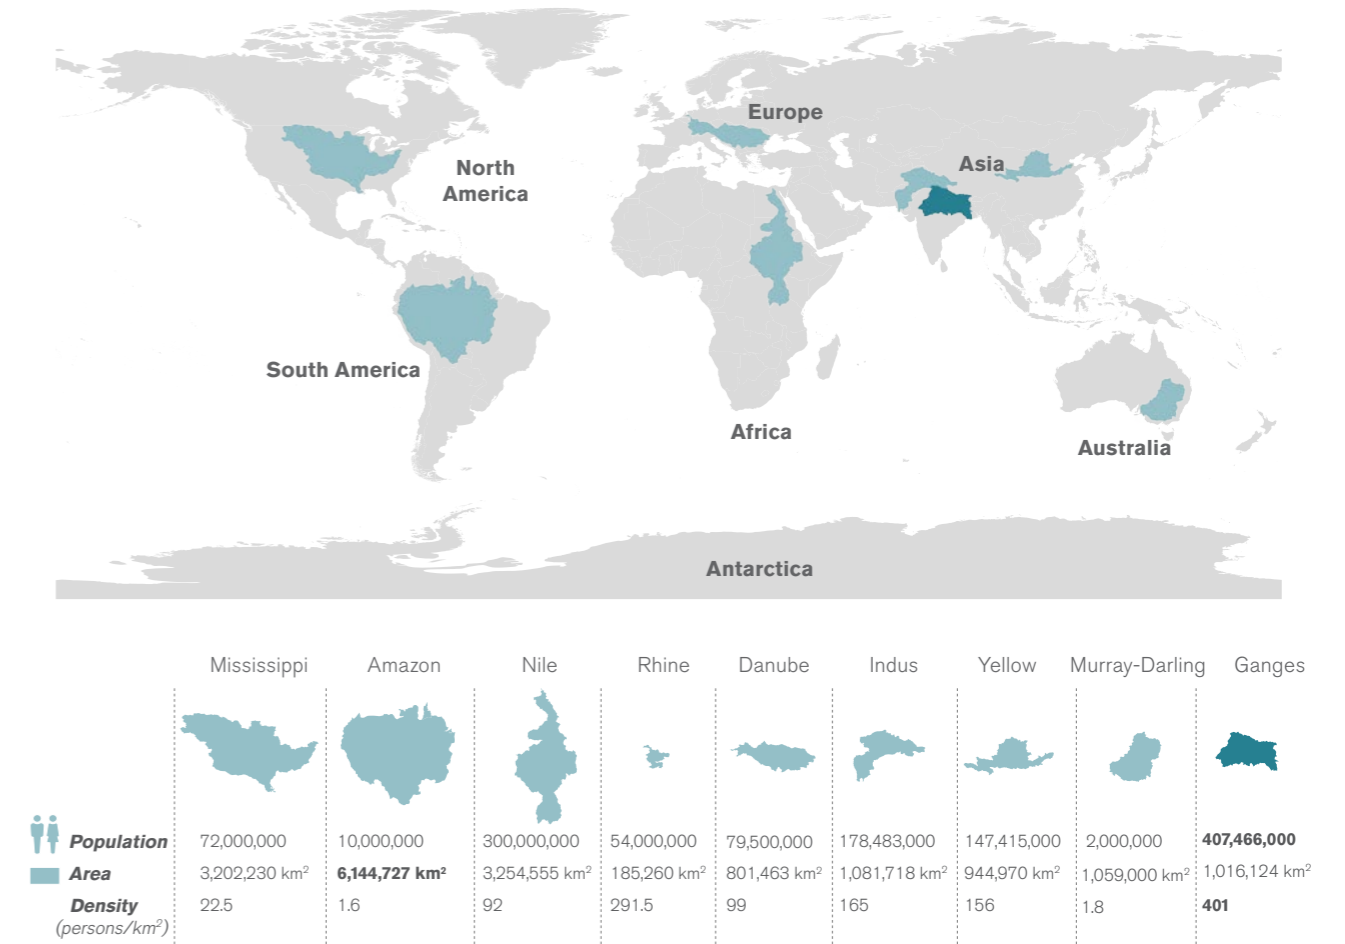 Europe
Asia
North
America
South America
Africa
Australia
Antarctica
Mississippi Amazon Nile Rhine Danube Indus Yellow Murray-Darling Ganges
Population 72,000,000 10,000,000 300,000,000 54,000,000 79,500,000 178,483,000 147,415,000 2,000,000 407,466,000
Area 3,202,230 km² 6,144,727 km² 3,254,555 km² 185,260 km² 801,463 km² 1,081,718 km² 944,970 km² 1,059,000 km² 1,016,124 km²
Density 22.5 1.6 92 291.5 99 165 156 1.8 401
(persons/km²)